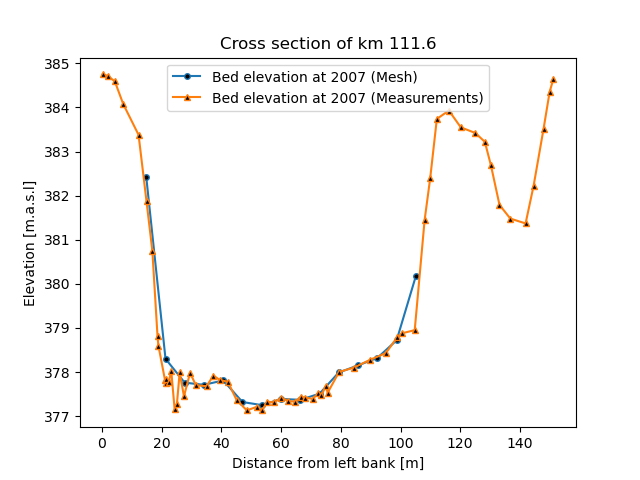 Cross section of km 111.6
Bed elevation at 2007 (Mesh)
Bed elevation at 2007 (Measurements)
385
384
383
382
381
380
379
378
377
Elevation [m.a.s.l]
0 20 40 60 80 100 120 140
Distance from left bank [m]